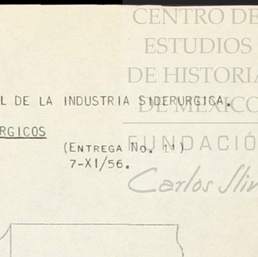 CENTRO DE
ESTUDIOS
DE HISTORIA
DE MÉXICO
FUNDACIÓ
Carlos Slim
L DE LA INDUSTRIA SIDERURGICA.
RGICOS
(ENTREGA No. 11)
7-XI/56.